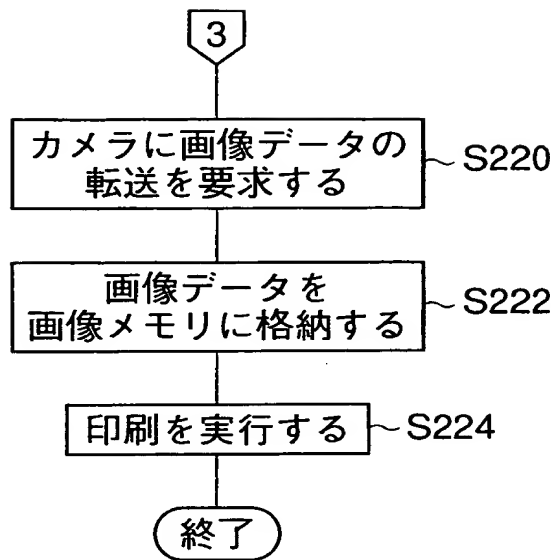 3
カメラに画像データの
転送を要求する
S220
画像データを
画像メモリに格納する
S222
印刷を実行する
S224
終了